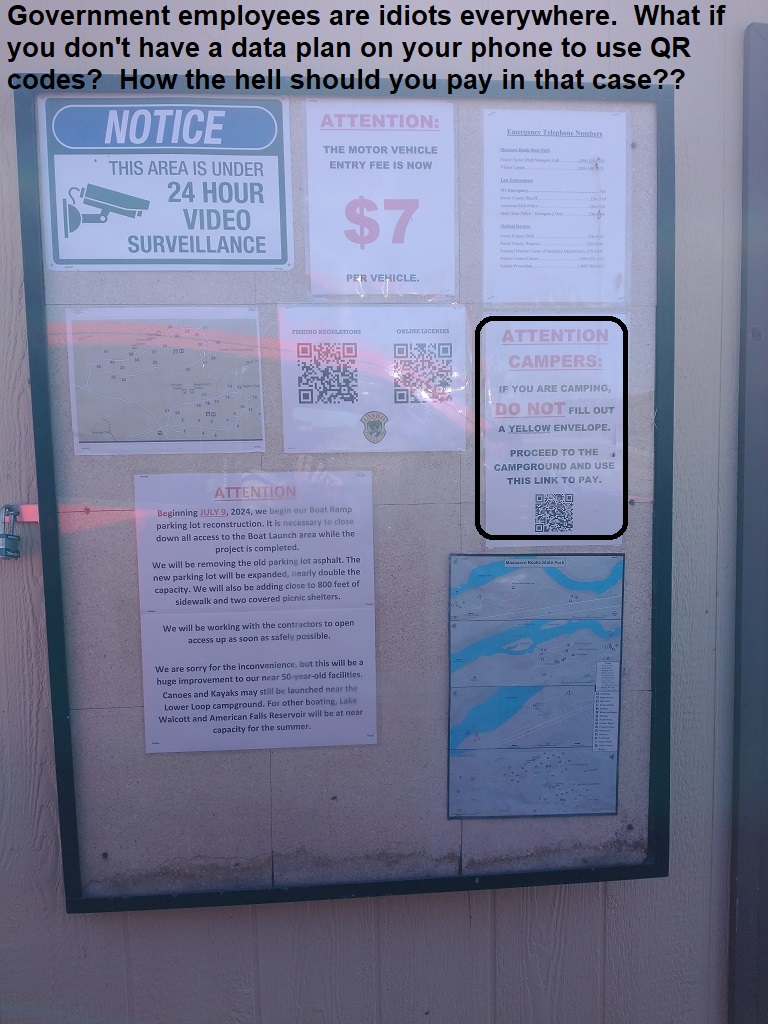 Government employees are idiots everywhere.  What if
you don't have a data plan on your phone to use QR
codes?  How the hell should you pay in that case??
NOTICE
THIS AREA IS UNDER
24 HOUR
VIDEO
SURVEILLANCE
ATTENTION:
THE MOTOR VEHICLE
ENTRY FEE IS NOW
$7
PER VEHICLE.
Emergency Telephone Numbers
FISHING REGULATIONS
ONLINE LICENSES
IDAHO
ATTENTION
CAMPERS:
IF YOU ARE CAMPING,
DO NOT FILL OUT
A YELLOW ENVELOPE.
PROCEED TO THE
CAMPGROUND AND USE
THIS LINK TO PAY.
ATTENTION
Beginning JULY 9, 2024, we begin our Boat Ramp
parking lot reconstruction. It is necessary to close
down all access to the Boat Launch area while the
project is completed.
We will be removing the old parking lot asphalt. The
new parking lot will be expanded, nearly double the
capacity. We will also be adding close to 800 feet of
sidewalk and two covered picnic shelters.
We will be working with the contractors to open
access up as soon as safely possible.
We are sorry for the inconvenience, but this will be a
huge improvement to our near 50-year-old facilities.
Canoes and Kayaks may still be launched near the
Lower Loop campground. For other boating, Lake
Walcott and American Falls Reservoir will be at near
capacity for the summer.
Massacre Rocks State Park